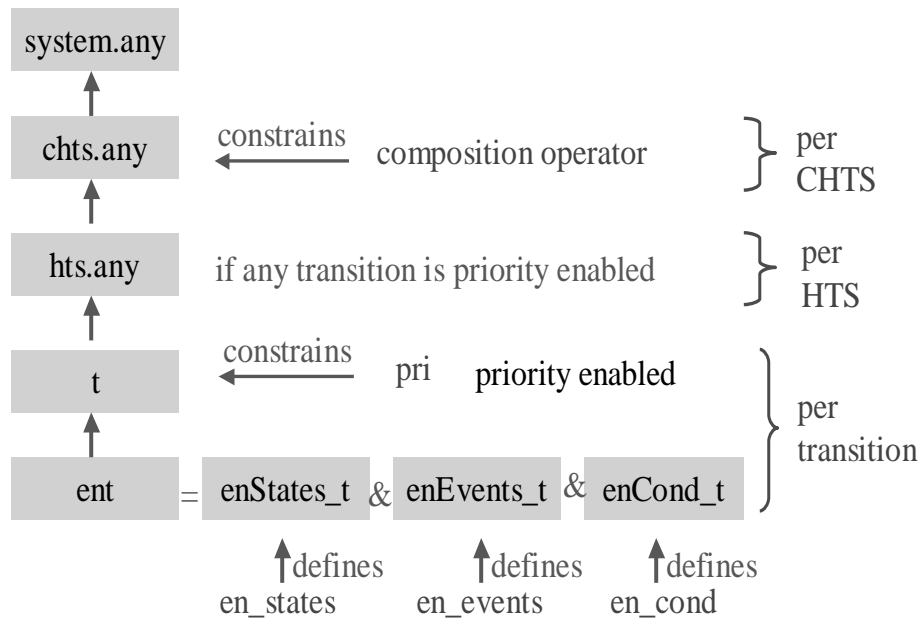 system.any
constrains
chts.any
composition operator
per
CHTS
hts.any
if any transition is priority enabled
per
HTS
constrains
t
pri
priority enabled
per
transition
ent = enStates_t & enEvents_t & enCond_t
defines defines defines
en_states en_events en_cond